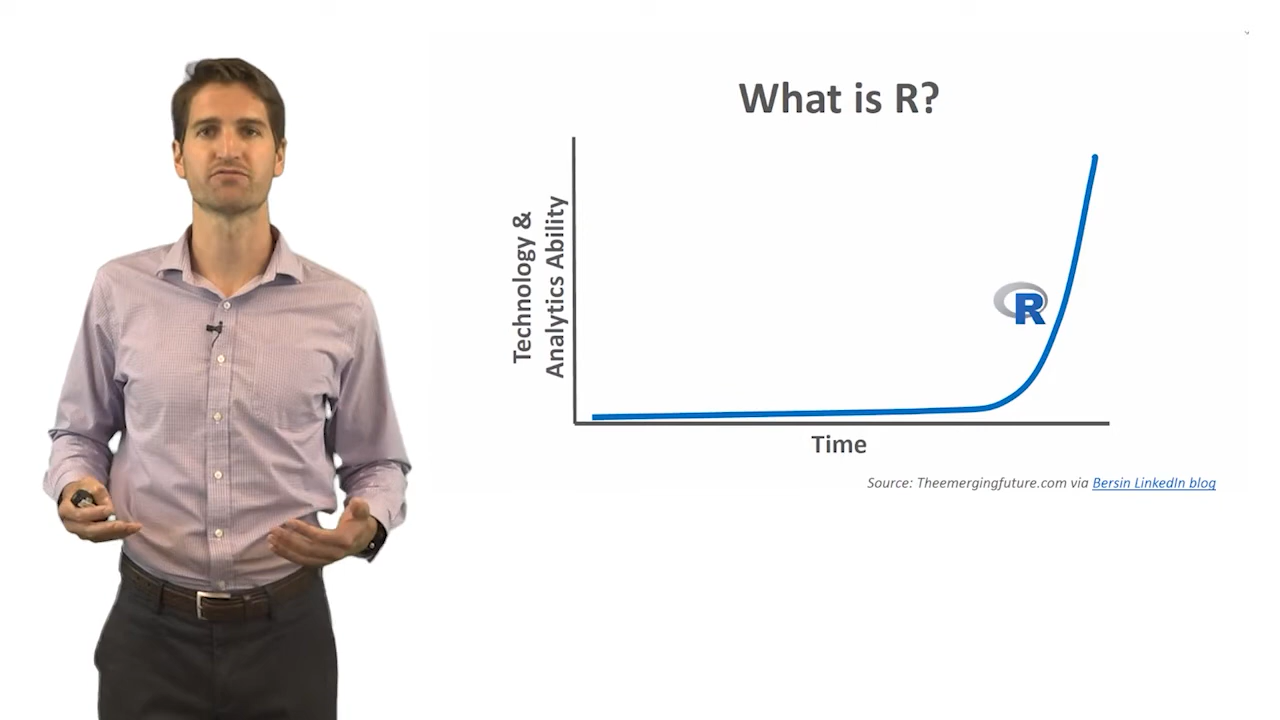 What is R?
Technology &
Analytics Ability
R
Time
Source: Theemergingfuture.com via Bersin LinkedIn blog